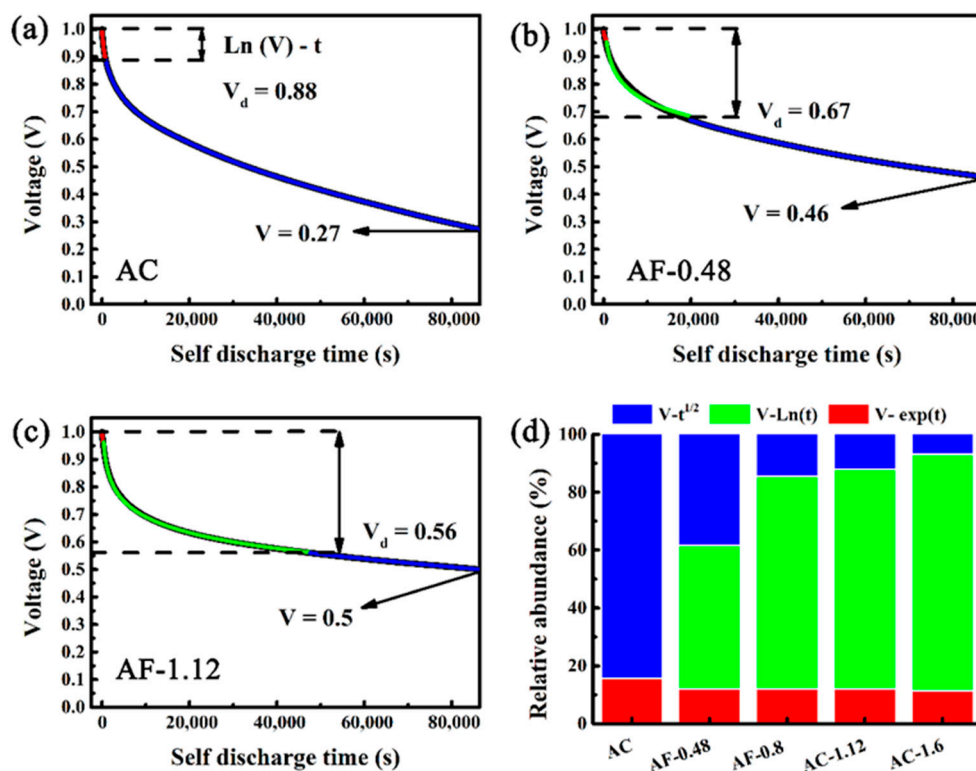 (a)
1.0
0.9
0.8
0.7
0.6
0.5
0.4
0.3
0.2
0.1
0.0
Voltage (V)
Ln (V) - t
V_d = 0.88
V = 0.27
AC
0
20,000
40,000
60,000
80,000
Self discharge time (s)
(b)
1.0
0.9
0.8
0.7
0.6
0.5
0.4
0.3
0.2
0.1
0.0
Voltage (V)
V_d = 0.67
V = 0.46
AF-0.48
0
20,000
40,000
60,000
80,000
Self discharge time (s)
(c)
1.0
0.9
0.8
0.7
0.6
0.5
0.4
0.3
0.2
0.1
0.0
Voltage (V)
V_d = 0.56
V = 0.5
AF-1.12
0
20,000
40,000
60,000
80,000
Self discharge time (s)
(d)
V-t^1/2
V-Ln(t)
V- exp(t)
100
80
60
40
20
0
Relative abundance (%)
AC
AF-0.48
AF-0.8
AC-1.12
AC-1.6